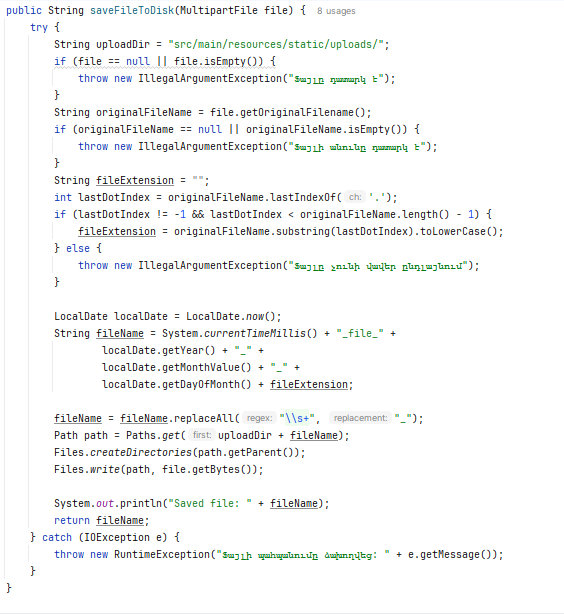 public String saveFileToDisk(MultipartFile file) { 8 usages
try {
String uploadDir = "src/main/resources/static/uploads/";
if (file == null || file.isEmpty()) {
throw new IllegalArgumentException("Ֆայլը դատարկ է");
}
String originalFileName = file.getOriginalFilename();
if (originalFileName == null || originalFileName.isEmpty()) {
throw new IllegalArgumentException("Ֆայլի անունը դատարկ է");
}
String fileExtension = "";
int lastDotIndex = originalFileName.lastIndexOf( ch: '.');
if (lastDotIndex != -1 && lastDotIndex < originalFileName.length() - 1) {
fileExtension = originalFileName.substring(lastDotIndex).toLowerCase();
} else {
throw new IllegalArgumentException("Ֆայլը չունի վավեր ընդլայնում");
}
LocalDate localDate = LocalDate.now();
String fileName = System.currentTimeMillis() + "_file_" +
localDate.getYear() + "_" +
localDate.getMonthValue() + "_" +
localDate.getDayOfMonth() + fileExtension;
fileName = fileName.replaceAll( regex: "\\s+", replacement: "_");
Path path = Paths.get( first: uploadDir + fileName);
Files.createDirectories(path.getParent());
Files.write(path, file.getBytes());
System.out.println("Saved file: " + fileName);
return fileName;
} catch (IOException e) {
throw new RuntimeException("Ֆայլի պահպանումը ձախողվեց: " + e.getMessage());
}
}